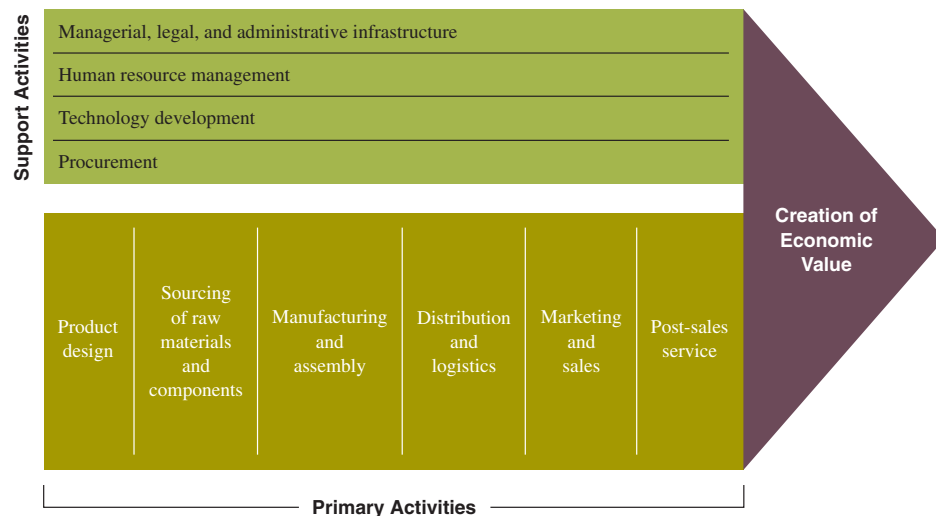 Support Activities
Managerial, legal, and administrative infrastructure
Human resource management
Technology development
Procurement
Creation of
Economic
Value
Product
design
Sourcing
of raw
materials
and
components
Manufacturing
and
assembly
Distribution
and
logistics
Marketing
and
sales
Post-sales
service
Primary Activities